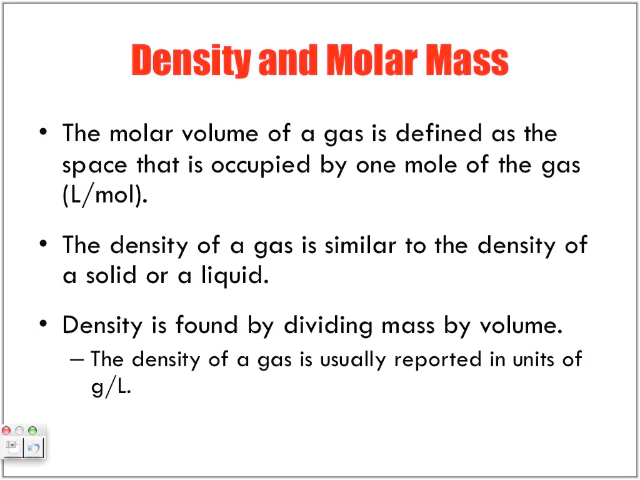 Density and Molar Mass
• The molar volume of a gas is defined as the
space that is occupied by one mole of the gas
(L/mol).
• The density of a gas is similar to the density of
a solid or a liquid.
• Density is found by dividing mass by volume.
– The density of a gas is usually reported in units of
g/L.